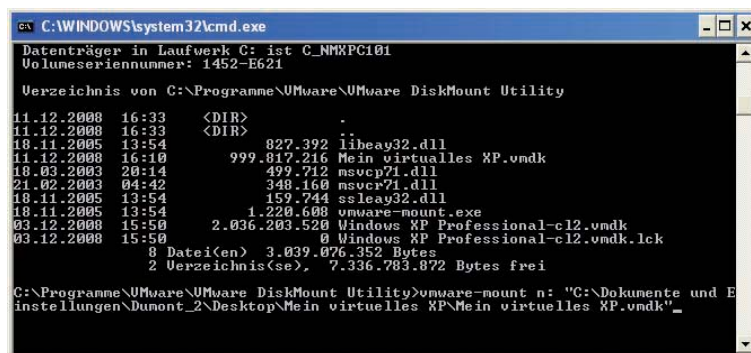 C:\WINDOWS\system32\cmd.exe
Datenträger in Laufwerk C: ist C_NMXPC101
Volumeseriennummer: 1452-E621
Verzeichnis von C:\Programme\VMware\VMware DiskMount Utility
11.12.2008 16:33 <DIR> .
11.12.2008 16:33 <DIR> ..
18.11.2005 13:54 827.392 libeay32.dll
11.12.2008 16:10 999.817.216 Mein virtualles XP.vmdk
18.03.2003 20:14 499.712 msvcp71.dll
21.02.2003 04:42 348.160 msvcr71.dll
18.11.2005 13:54 159.744 ssleay32.dll
18.11.2005 13:54 1.220.608 vmware-mount.exe
03.12.2008 15:50 2.036.203.520 Windows XP Professional-cl2.vmdk
03.12.2008 15:50 0 Windows XP Professional-cl2.vmdk.lck
8 Datei(en) 3.039.076.352 Bytes
2 Verzeichnis(se), 7.336.783.872 Bytes frei
C:\Programme\VMware\VMware DiskMount Utility>vmware-mount n: "C:\Dokumente und E
instellungen\Dumont_2\Desktop\Mein virtuelles XP\Mein virtuelles XP.vmdk"_